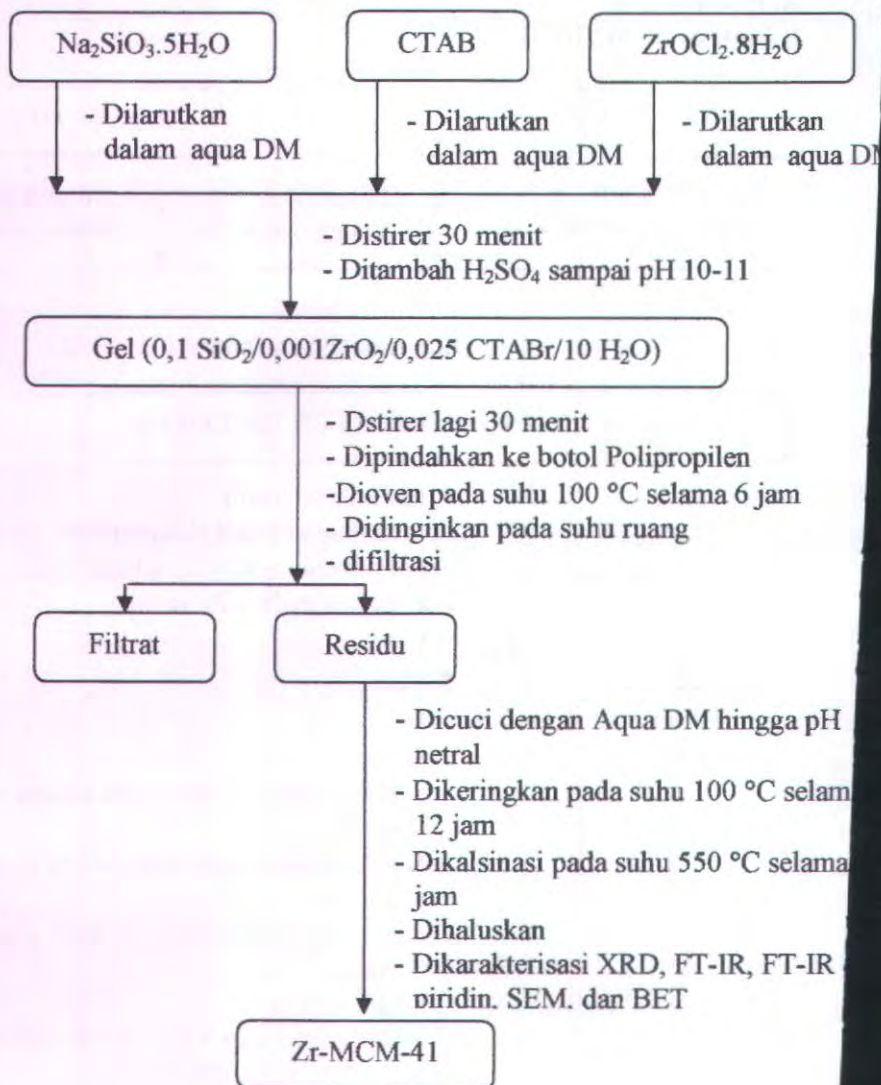 Na₂SiO₃.5H₂O
CTAB
ZrOCl₂.8H₂O
- Dilarutkan
dalam aqua DM
- Dilarutkan
dalam aqua DM
- Dilarutkan
dalam aqua
- Distirer 30 menit
- Ditambah H₂SO₄ sampai pH 10-11
Gel (0,1 SiO₂/0,001ZrO₂/0,025 CTABr/10 H₂O)
- Dstirer lagi 30 menit
-Dipindahkan ke botol Polipropilen
-Dioven pada suhu 100 °C selama 6 jam
- Didinginkan pada suhu ruang
- difiltrasi
Filtrat
Residu
- Dicuci dengan Aqua DM hingga pH
netral
- Dikeringkan pada suhu 100 °C
12 jam
- Dikalsinasi pada suhu 550 °C selama
jam
- Dihaluskan
- Dikarakterisasi XRD, FT-IR, FT-IR
piridin, SEM, dan BET
Zr-MCM-41